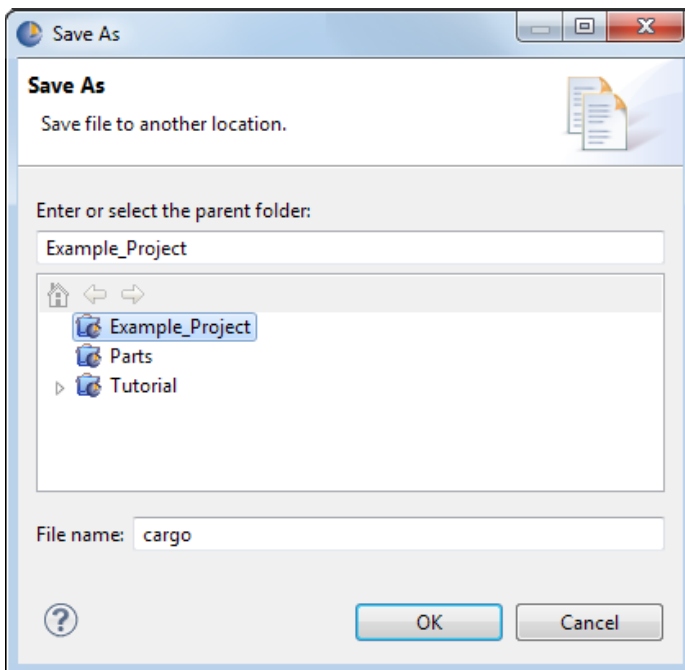 Save As
Save As
Save file to another location.
Enter or select the parent folder:
Example_Project
Example_Project
Parts
Tutorial
File name: cargo
OK Cancel